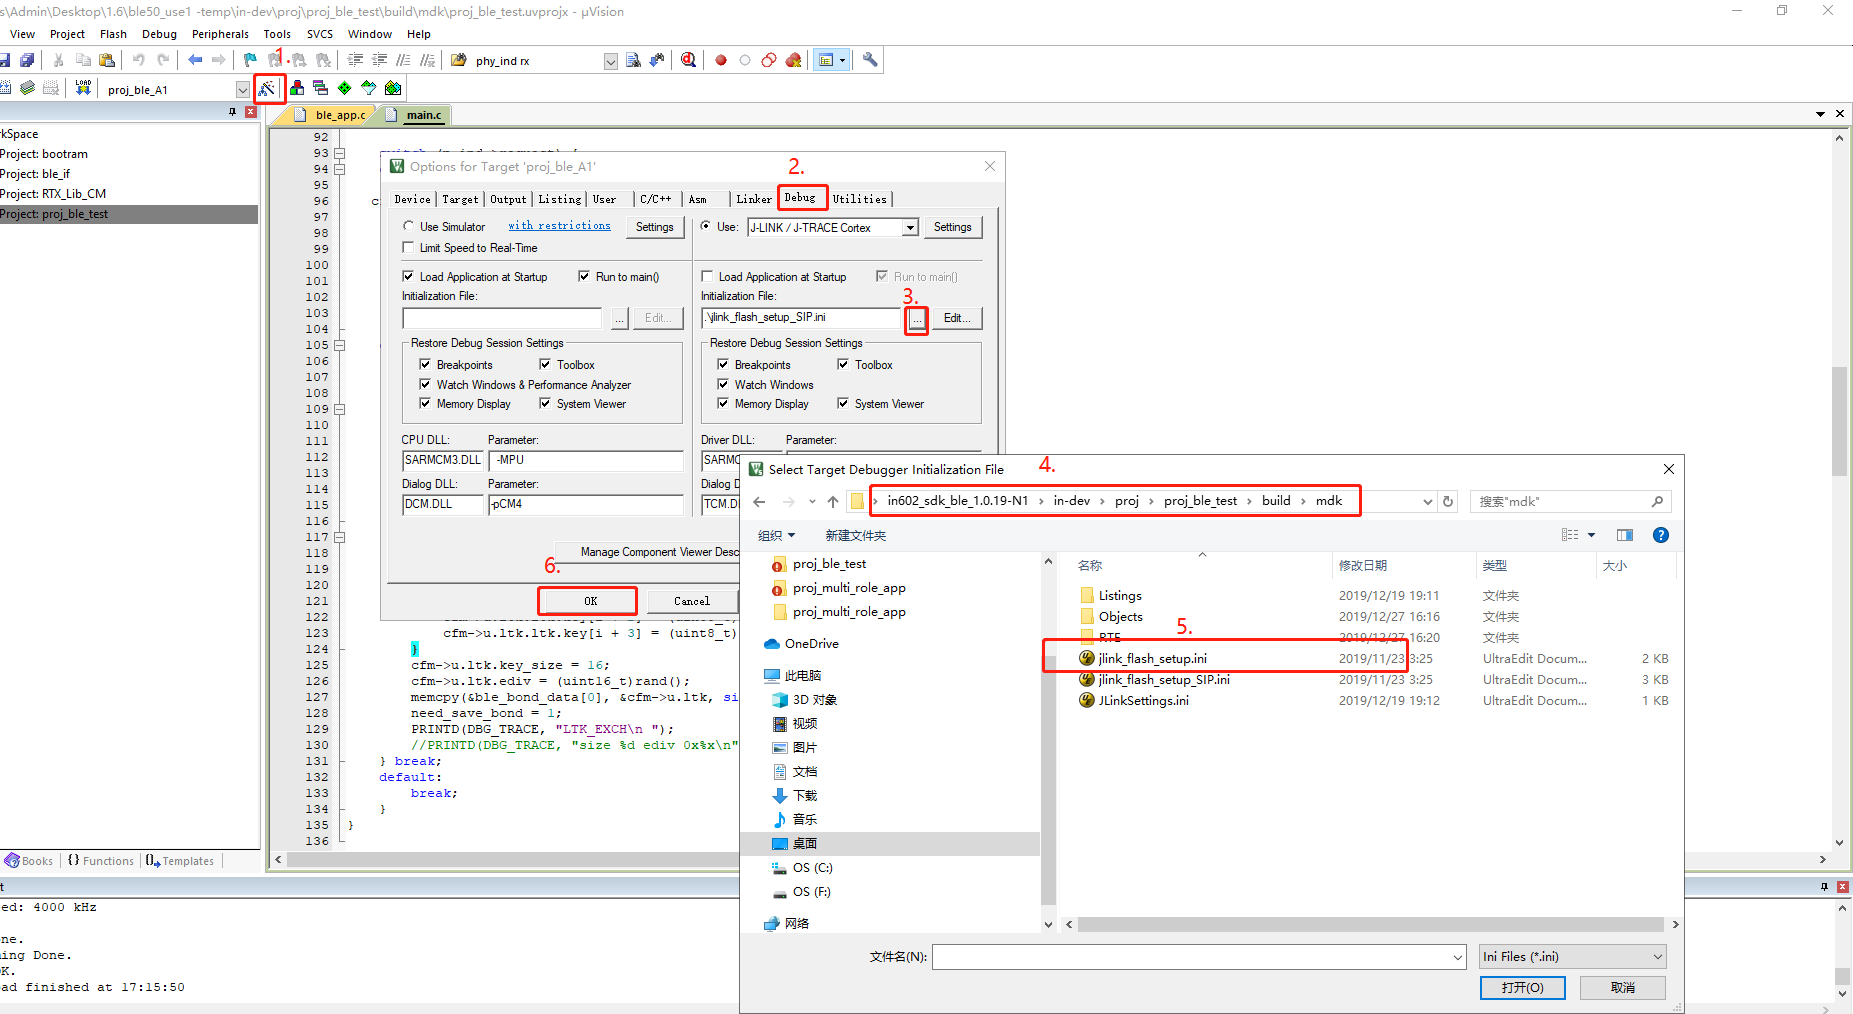 s\Admin\Desktop\1.6\ble50_use1 -temp\in-dev\proj\proj_ble_test\build\mdk\proj_ble_test.uvprojx - µVision
View Project Flash Debug Peripherals Tools SVCS Window Help
1.
phy_ind rx
LOAD
proj_ble_A1
ble_app.c
main.c
rkSpace
Project: bootram
Project: ble_if
Project: RTX_Lib_CM
Project: proj_ble_test
92
93
94
95
96
97
98
99
100
101
102
103
104
105
106
107
108
109
110
111
112
113
114
115
116
117
118
119
120
121
122
123 cfm->u.ltk.ltk.key[i + 3] = (uint8_t)
124 }
125 cfm->u.ltk.key_size = 16;
126 cfm->u.ltk.ediv = (uint16_t)rand();
127 memcpy(&ble_bond_data[0], &cfm->u.ltk, si
128 need_save_bond = 1;
129 PRINTD(DBG_TRACE, "LTK_EXCH\n ");
130 //PRINTD(DBG_TRACE, "size %d ediv 0x%x\n"
131 } break;
132 default:
133 break;
134 }
135 }
136
Options for Target 'proj_ble_A1'
2.
Device Target Output Listing User C/C++ Asm Linker Debug Utilities
Use Simulator with restrictions Settings
Limit Speed to Real-Time
Load Application at Startup Run to main()
Initialization File:
... Edit...
Restore Debug Session Settings
Breakpoints Toolbox
Watch Windows & Performance Analyzer
Memory Display System Viewer
CPU DLL: Parameter:
SARMCM3.DLL -MPU
Dialog DLL: Parameter:
DCM.DLL -pCM4
Use: J-LINK / J-TRACE Cortex Settings
Load Application at Startup Run to main()
Initialization File:
3.
.\jlink_flash_setup_SIP.ini ... Edit...
Restore Debug Session Settings
Breakpoints Toolbox
Watch Windows
Memory Display System Viewer
Driver DLL: Parameter:
SARMC
Dialog D
TCM.DL
Manage Component Viewer Desc
6.
OK Cancel
Select Target Debugger Initialization File
4.
in602_sdk_ble_1.0.19-N1 › in-dev › proj › proj_ble_test › build › mdk
搜索"mdk"
组织 新建文件夹
proj_ble_test
proj_multi_role_app
proj_multi_role_app
OneDrive
此电脑
3D 对象
视频
图片
文档
下载
音乐
桌面
OS (C:)
OS (F:)
网络
名称 修改日期 类型 大小
Listings 2019/12/19 19:11 文件夹
Objects 2019/12/27 16:16 文件夹
RTE 2019/12/27 16:20 文件夹
5.
jlink_flash_setup.ini 2019/11/23 3:25 UltraEdit Docum... 2 KB
jlink_flash_setup_SIP.ini 2019/11/23 3:25 UltraEdit Docum... 3 KB
JLinkSettings.ini 2019/12/19 19:12 UltraEdit Docum... 1 KB
文件名(N): Ini Files (*.ini)
打开(O) 取消
Books {} Functions Templates
t
ed: 4000 kHz
one.
ing Done.
K.
ad finished at 17:15:50